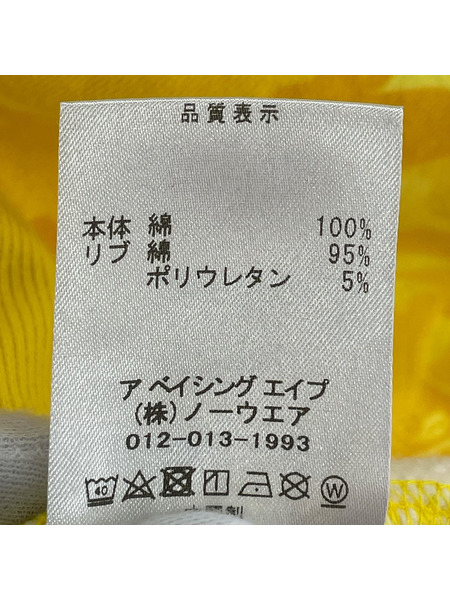 品質表示
本体 綿 100%
リブ 綿 95%
ポリウレタン 5%
ア ベイシング エイプ
(株)ノーウエア
012-013-1993
40 W